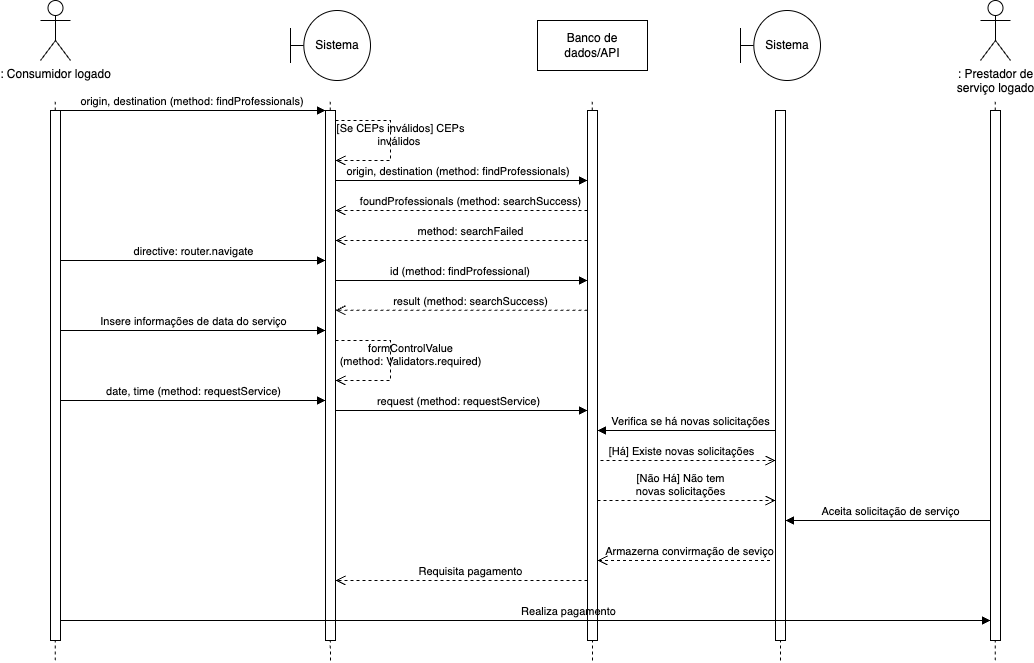 : Consumidor logado
Sistema
Banco de
dados/API
Sistema
: Prestador de
serviço logado
origin, destination (method: findProfessionals)
[Se CEPs inválidos] CEPs
inválidos
origin, destination (method: findProfessionals)
foundProfessionals (method: searchSuccess)
method: searchFailed
directive: router.navigate
id (method: findProfessional)
result (method: searchSuccess)
Insere informações de data do serviço
formControlValue
(method: Validators.required)
date, time (method: requestService)
request (method: requestService)
Verifica se há novas solicitações
[Há] Existe novas solicitações
[Não Há] Não tem
novas solicitações
Aceita solicitação de serviço
Armazerna convirmação de seviço
Requisita pagamento
Realiza pagamento